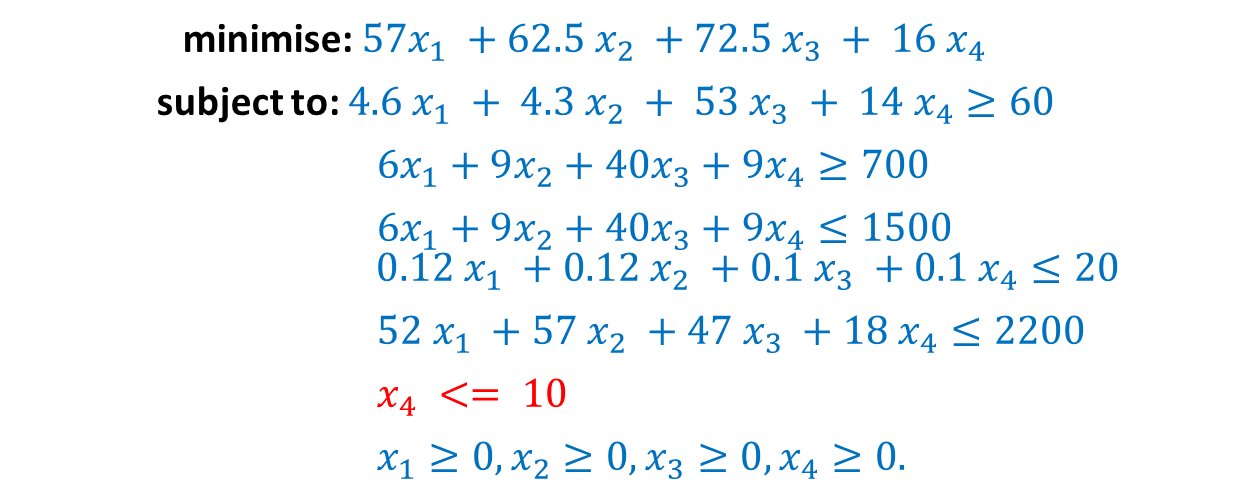 minimise: 57x₁ + 62.5 x₂ + 72.5 x₃ + 16 x₄
subject to: 4.6 x₁ + 4.3 x₂ + 53 x₃ + 14 x₄ ≥ 60
6x₁ + 9x₂ + 40x₃ + 9x₄ ≥ 700
6x₁ + 9x₂ + 40x₃ + 9x₄ ≤ 1500
0.12 x₁ + 0.12 x₂ + 0.1 x₃ + 0.1 x₄ ≤ 20
52 x₁ + 57 x₂ + 47 x₃ + 18 x₄ ≤ 2200
x₄ <= 10
x₁ ≥ 0, x₂ ≥ 0, x₃ ≥ 0, x₄ ≥ 0.